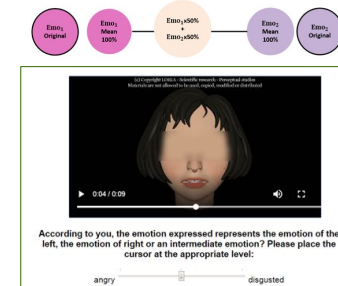 Emo₁ Original
Emo₁ Mean 100%
Emo₁x50% + Emo₂x50%
Emo₂ Mean 100%
Emo₂ Original
(c) Copyright LORIA - Scientific research - Perceptual studies
Materials are not allowed to be used, copied, modified or distributed
0:04 / 0:09
According to you, the emotion expressed represents the emotion of the
left, the emotion of right or an intermediate emotion? Please place the
cursor at the appropriate level:
angry disgusted